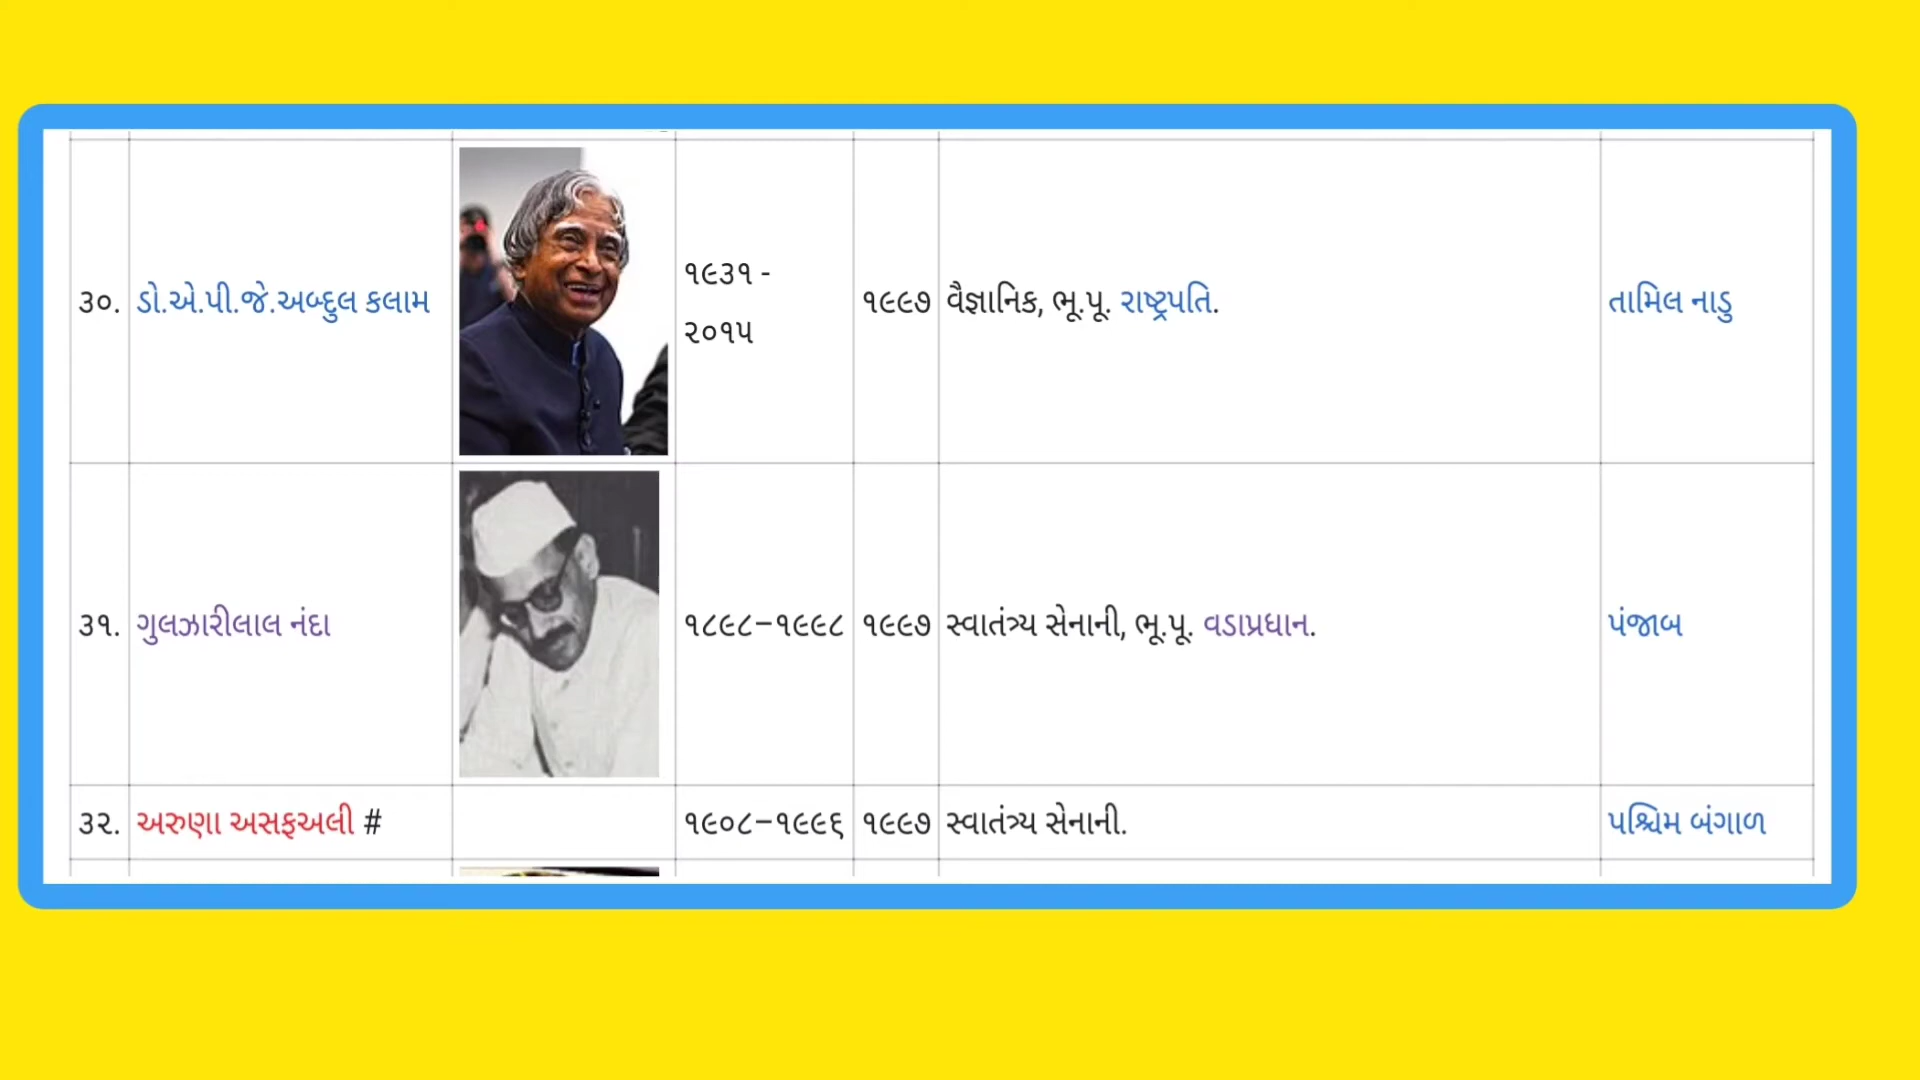 ૩૦. ડો.એ.પી.જે.અબ્દુલ કલામ ૧૯૩૧ - ૨૦૧૫ ૧૯૯૭ વૈજ્ઞાનિક, ભૂ.પૂ. રાષ્ટ્રપતિ. તામિલ નાડુ
૩૧. ગુલઝારીલાલ નંદા ૧૮૯૮–૧૯૯૮ ૧૯૯૭ સ્વાતંત્ર્ય સેનાની, ભૂ.પૂ. વડાપ્રધાન. પંજાબ
૩૨. અરુણા અસફઅલી # ૧૯૦૮–૧૯૯૬ ૧૯૯૭ સ્વાતંત્ર્ય સેનાની. પશ્ચિમ બંગાળ